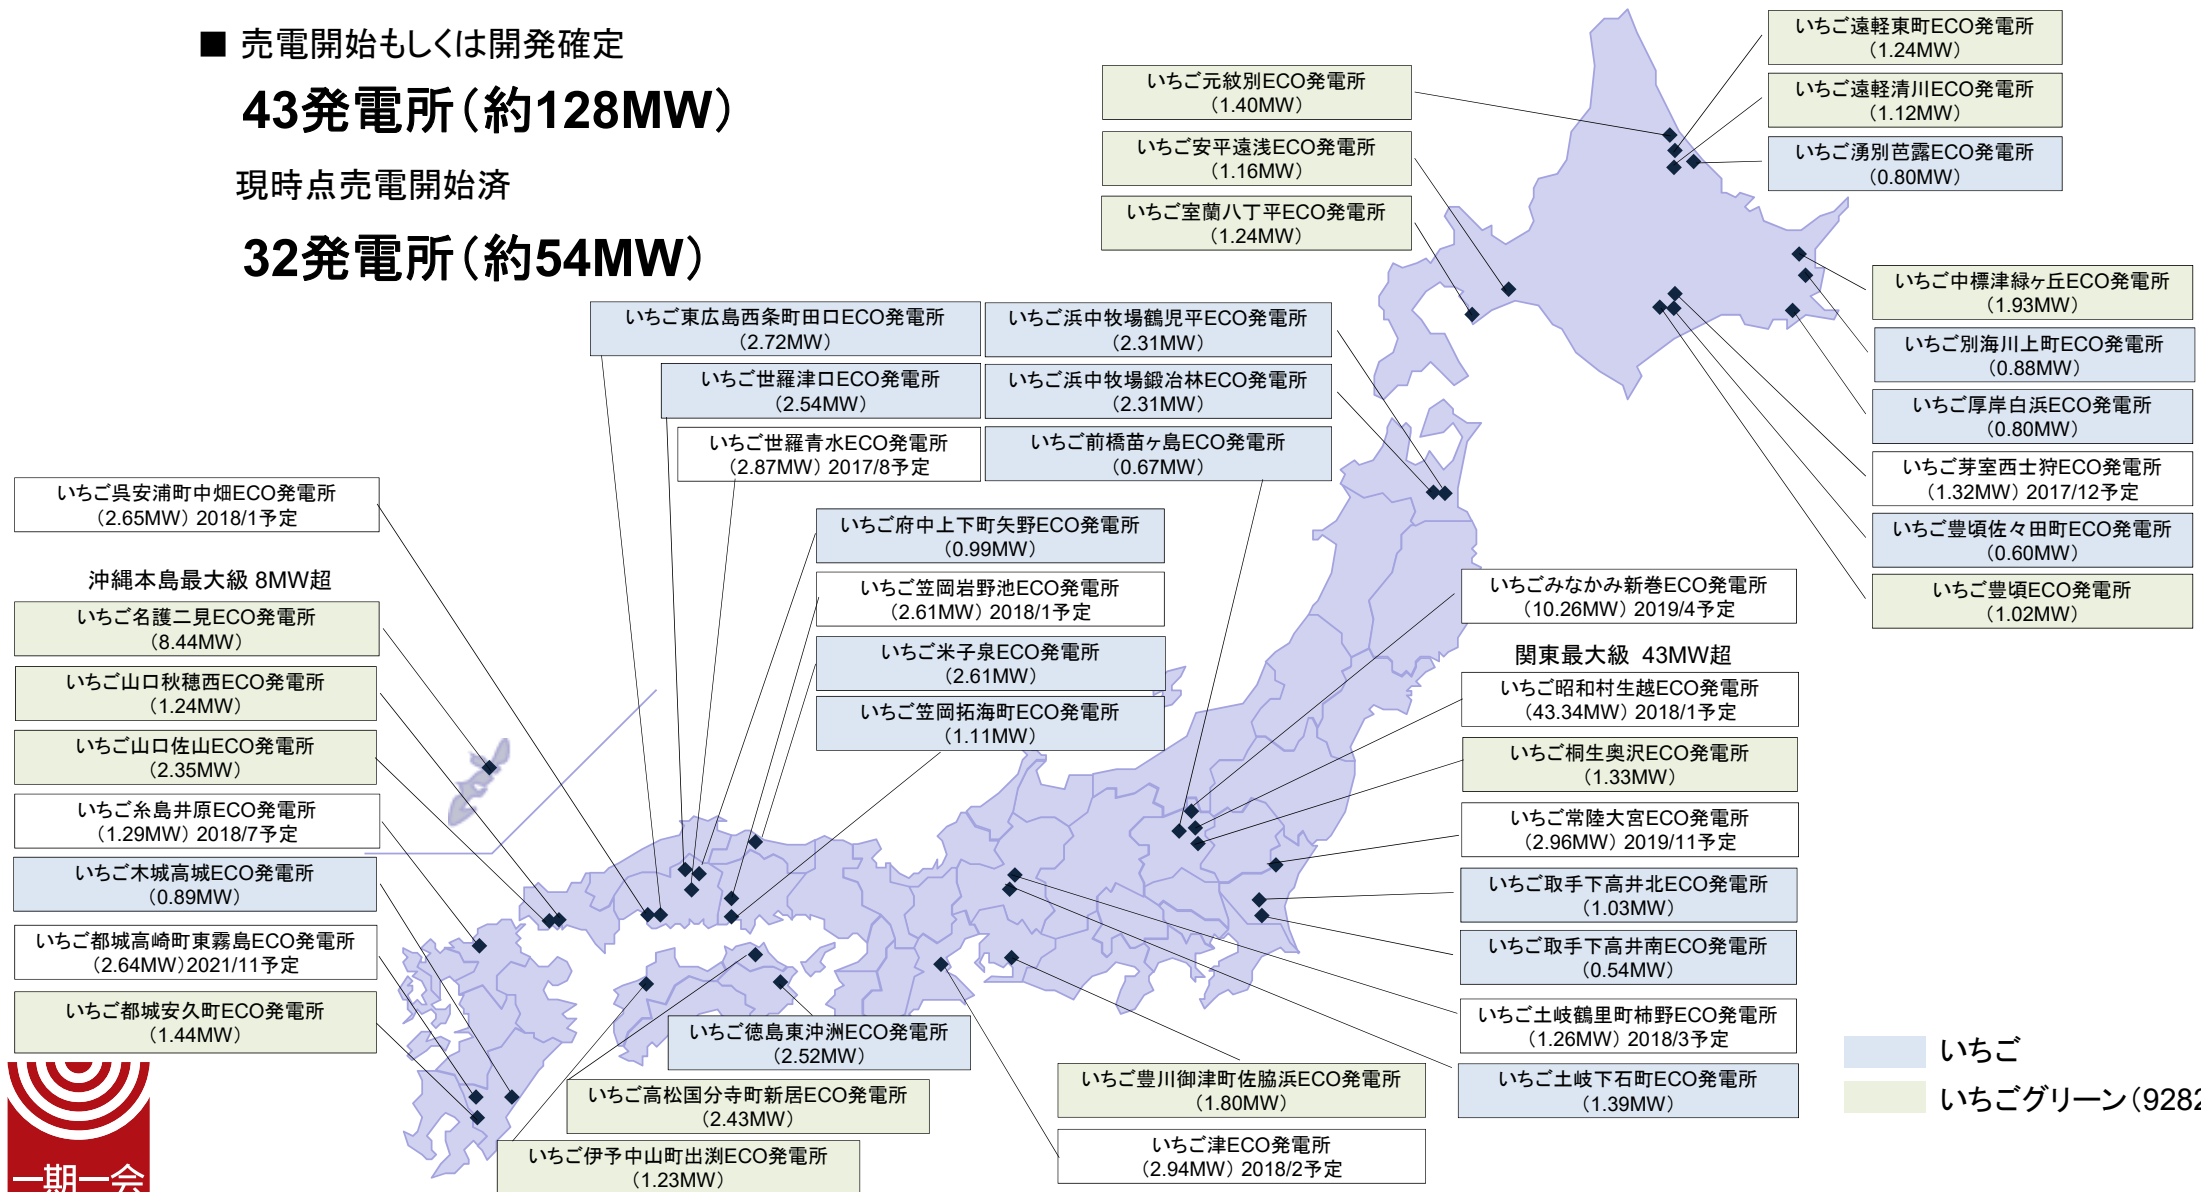 ■ 売電開始もしくは開発確定
43発電所（約128MW）
現時点売電開始済
32発電所（約54MW）
いちご遠軽東町ECO発電所
（1.24MW）
いちご元紋別ECO発電所
（1.40MW）
いちご遠軽清川ECO発電所
（1.12MW）
いちご安平遠浅ECO発電所
（1.16MW）
いちご湧別芭露ECO発電所
（0.80MW）
いちご室蘭八丁平ECO発電所
（1.24MW）
いちご中標津緑ヶ丘ECO発電所
（1.93MW）
いちご別海川上町ECO発電所
（0.88MW）
いちご厚岸白浜ECO発電所
（0.80MW）
いちご芽室西士狩ECO発電所
（1.32MW） 2017/12予定
いちご豊頃佐々田町ECO発電所
（0.60MW）
いちご豊頃ECO発電所
（1.02MW）
いちご東広島西条町田口ECO発電所
（2.72MW）
いちご浜中牧場鶴児平ECO発電所
（2.31MW）
いちご世羅津口ECO発電所
（2.54MW）
いちご浜中牧場鍛冶林ECO発電所
（2.31MW）
いちご世羅青水ECO発電所
（2.87MW） 2017/8予定
いちご前橋苗ヶ島ECO発電所
（0.67MW）
いちご呉安浦町中畑ECO発電所
（2.65MW） 2018/1予定
いちご府中上下町矢野ECO発電所
（0.99MW）
いちご笠岡岩野池ECO発電所
（2.61MW） 2018/1予定
いちご米子泉ECO発電所
（2.61MW）
いちご笠岡拓海町ECO発電所
（1.11MW）
沖縄本島最大級 8MW超
いちご名護二見ECO発電所
（8.44MW）
いちご山口秋穂西ECO発電所
（1.24MW）
いちご山口佐山ECO発電所
（2.35MW）
いちご糸島井原ECO発電所
（1.29MW） 2018/7予定
いちご木城高城ECO発電所
（0.89MW）
いちご都城高崎町東霧島ECO発電所
（2.64MW）2021/11予定
いちご都城安久町ECO発電所
（1.44MW）
いちごみなかみ新巻ECO発電所
（10.26MW） 2019/4予定
関東最大級 43MW超
いちご昭和村生越ECO発電所
（43.34MW） 2018/1予定
いちご桐生奥沢ECO発電所
（1.33MW）
いちご常陸大宮ECO発電所
（2.96MW） 2019/11予定
いちご取手下高井北ECO発電所
（1.03MW）
いちご取手下高井南ECO発電所
（0.54MW）
いちご土岐鶴里町柿野ECO発電所
（1.26MW） 2018/3予定
いちご土岐下石町ECO発電所
（1.39MW）
いちご徳島東沖洲ECO発電所
（2.52MW）
いちご高松国分寺町新居ECO発電所
（2.43MW）
いちご伊予中山町出渕ECO発電所
（1.23MW）
いちご豊川御津町佐脇浜ECO発電所
（1.80MW）
いちご津ECO発電所
（2.94MW） 2018/2予定
いちご
いちごグリーン（9282
一期一会